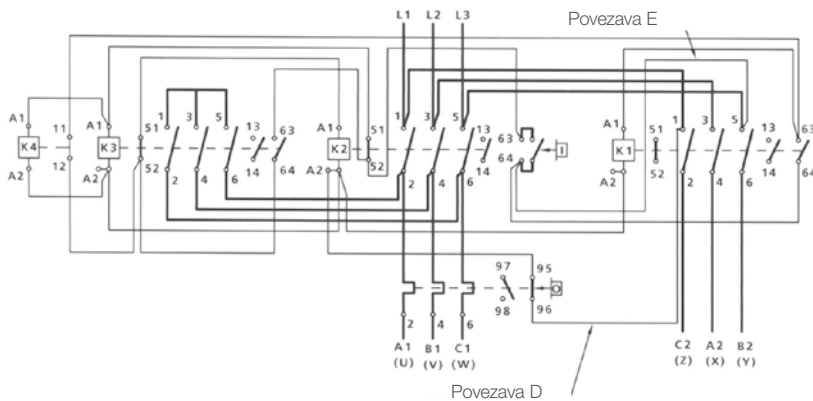 Povezava E
L1 L2 L3
A1 11 A1 51 1 3 5 13 63 A1 51 1 3 5 13 63 I A1 51 1 3 5 13 63
K4 K3 K2 K1
A2 12 A2 52 2 4 6 14 64 A2 52 2 4 6 14 64 A2 52 2 4 6 14 64
97 95 O
98 96
2 4 6
A1 B1 C1 C2 A2 B2
(U) (V) (W) (Z) (X) (Y)
Povezava D